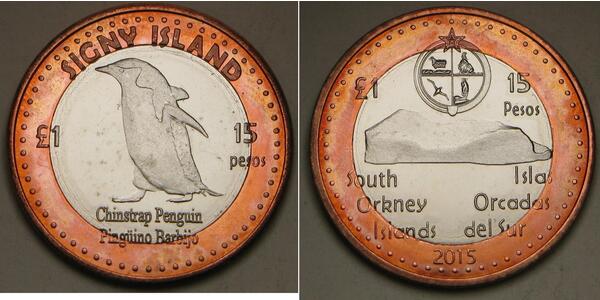 SIGNY ISLAND
£1 15
pesos
Chinstrap Penguin
Pingüino Barbijo
£1 15
Pesos
South Islas
Orkney Orcadas
Islands del Sur
2015